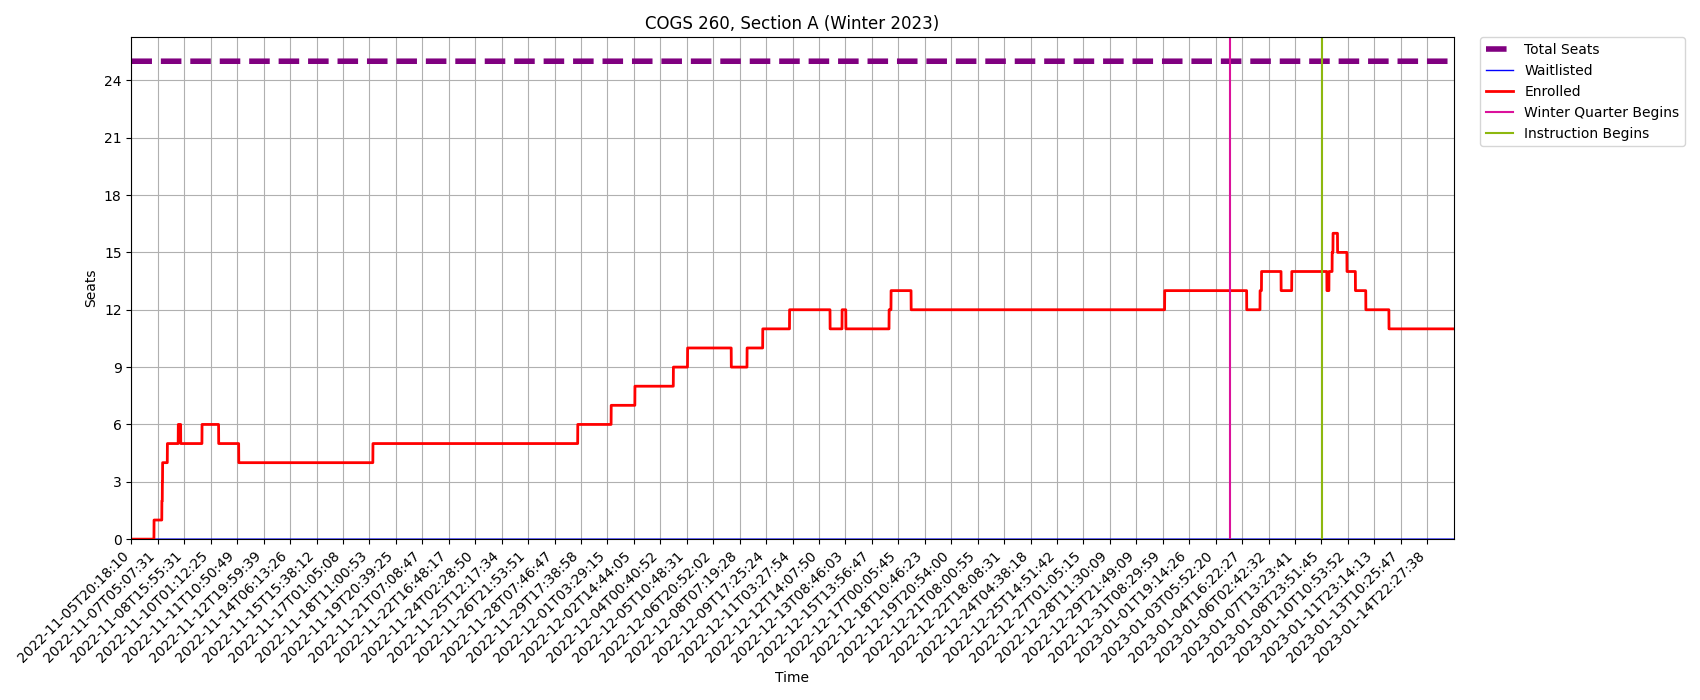 COGS 260, Section A (Winter 2023)
Total Seats
Waitlisted
Enrolled
Winter Quarter Begins
Instruction Begins
24
21
18
15
12
9
6
3
0
Seats
2022-11-05T20:18:10
2022-11-07T05:07:31
2022-11-08T15:55:31
2022-11-10T01:12:25
2022-11-11T10:50:49
2022-11-12T19:59:39
2022-11-14T06:13:26
2022-11-15T15:38:12
2022-11-17T01:05:08
2022-11-18T11:00:53
2022-11-19T20:39:25
2022-11-21T07:08:47
2022-11-22T16:48:17
2022-11-24T02:28:50
2022-11-25T12:17:34
2022-11-26T21:53:51
2022-11-28T07:46:47
2022-11-29T17:38:58
2022-12-01T03:29:15
2022-12-02T14:44:05
2022-12-04T00:40:52
2022-12-05T10:48:31
2022-12-06T20:52:02
2022-12-08T07:19:28
2022-12-09T17:25:24
2022-12-11T03:27:54
2022-12-12T14:07:50
2022-12-13T08:46:03
2022-12-15T13:56:47
2022-12-17T00:05:45
2022-12-18T10:46:23
2022-12-19T20:54:00
2022-12-21T08:00:55
2022-12-22T18:08:31
2022-12-24T04:38:18
2022-12-25T14:51:42
2022-12-27T01:05:15
2022-12-28T11:30:09
2022-12-29T21:49:09
2022-12-31T08:29:59
2023-01-01T19:14:26
2023-01-03T05:52:20
2023-01-04T16:22:27
2023-01-06T02:42:32
2023-01-07T13:23:41
2023-01-08T23:51:45
2023-01-10T10:53:52
2023-01-11T23:14:13
2023-01-13T10:25:47
2023-01-14T22:27:38
Time